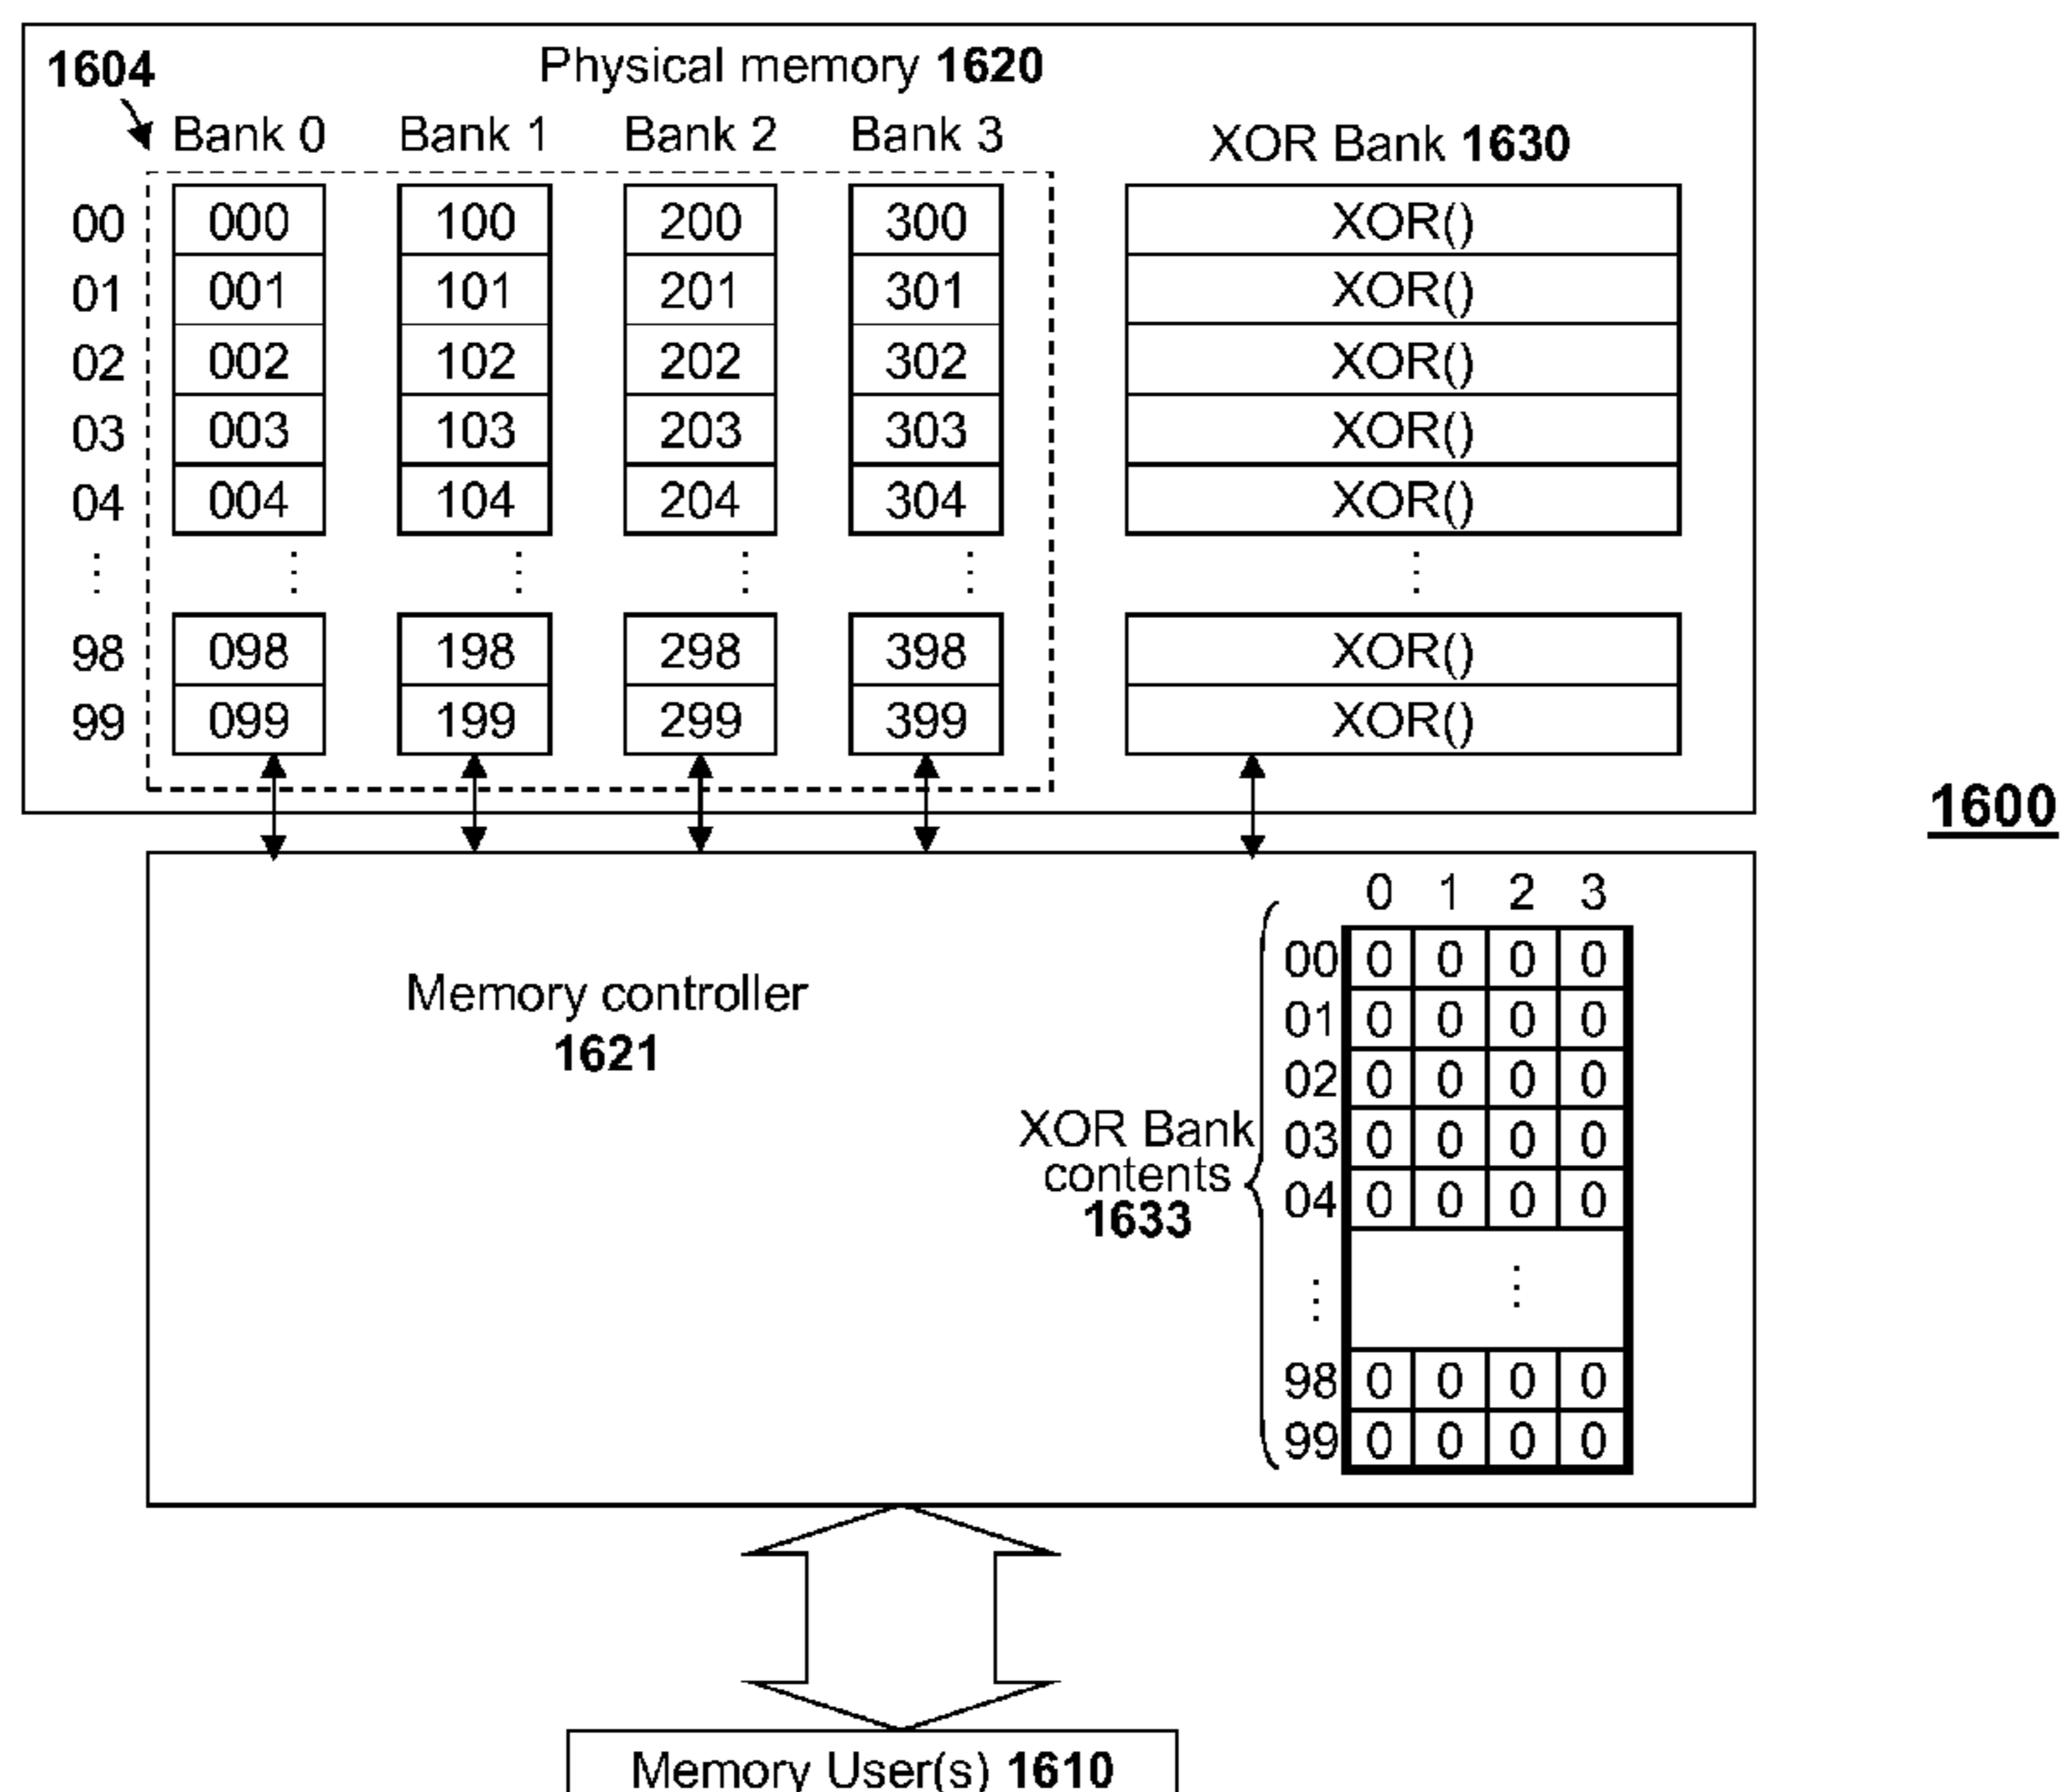 1604
Physical memory 1620
Bank 0 Bank 1 Bank 2 Bank 3 XOR Bank 1630
00 000 100 200 300 XOR()
01 001 101 201 301 XOR()
02 002 102 202 302 XOR()
03 003 103 203 303 XOR()
04 004 104 204 304 XOR()
⋮ ⋮ ⋮ ⋮ ⋮ ⋮
98 098 198 298 398 XOR()
99 099 199 299 399 XOR()
1600
Memory controller
1621
XOR Bank
contents
1633
0 1 2 3
00 0 0 0 0
01 0 0 0 0
02 0 0 0 0
03 0 0 0 0
04 0 0 0 0
⋮ ⋮
98 0 0 0 0
99 0 0 0 0
Memory User(s) 1610